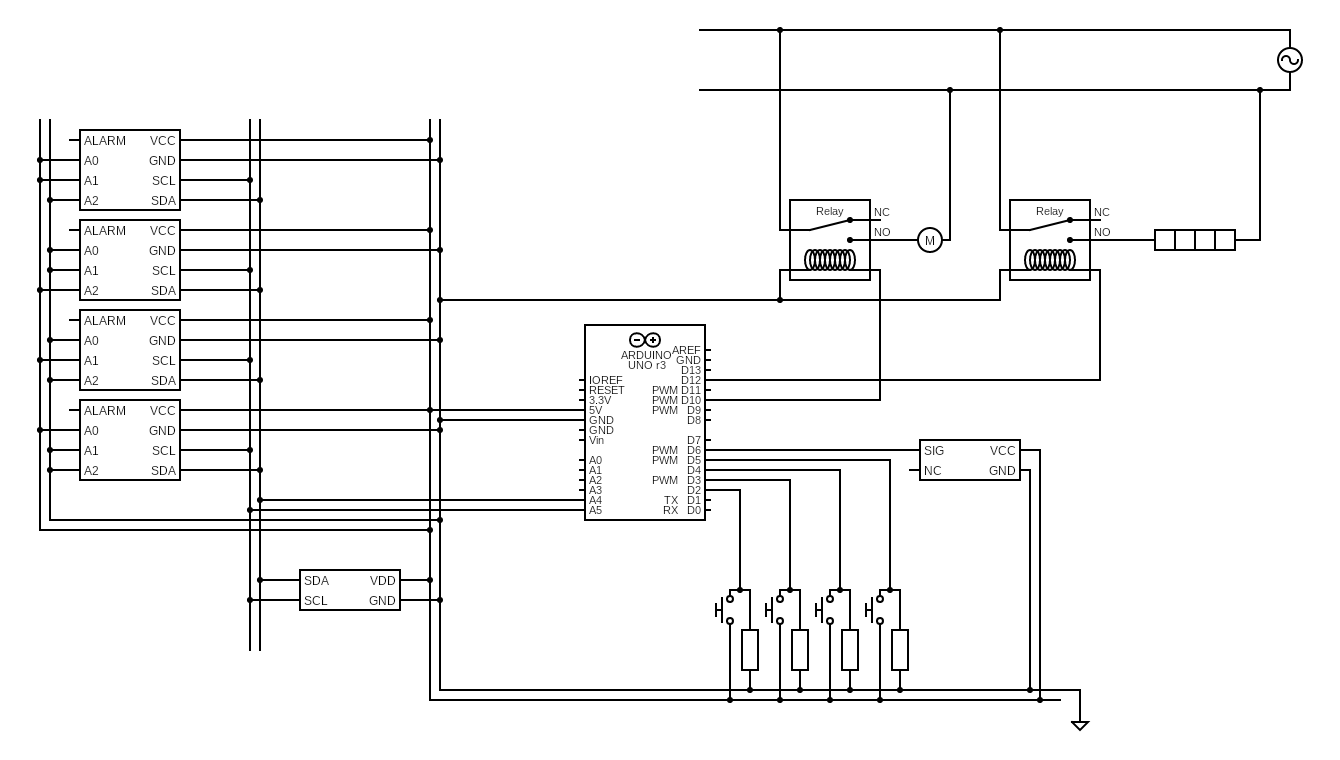 ALARM VCC
A0 GND
A1 SCL
A2 SDA
ALARM VCC
A0 GND
A1 SCL
A2 SDA
ALARM VCC
A0 GND
A1 SCL
A2 SDA
ALARM VCC
A0 GND
A1 SCL
A2 SDA
SDA VDD
SCL GND
Relay NC
NO
M
Relay NC
NO
ARDUINO
UNO r3
AREF
GND
D13
IOREF D12
RESET PWM D11
3.3V PWM D10
5V PWM D9
GND D8
GND
Vin D7
PWM D6
A0 PWM D5
A1 D4
A2 PWM D3
A3 D2
A4 TX D1
A5 RX D0
SIG VCC
NC GND